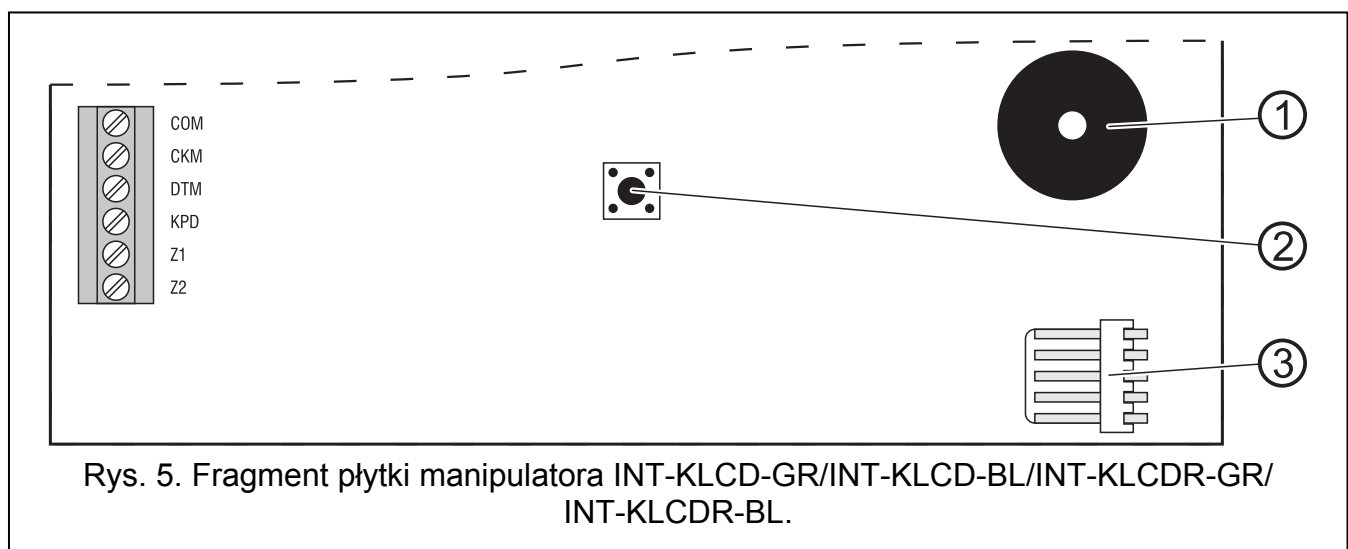 COM
CKM
DTM
KPD
Z1
Z2
1
2
3
Rys. 5. Fragment płytki manipulatora INT-KLCD-GR/INT-KLCD-BL/INT-KLCDR-GR/
INT-KLCDR-BL.